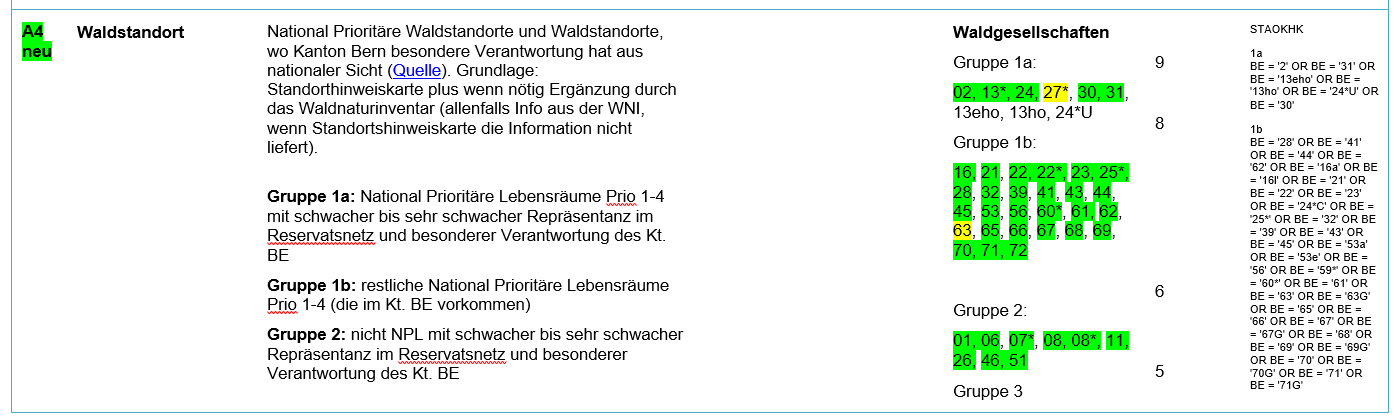 A4
neu
Waldstandort
National Prioritäre Waldstandorte und Waldstandorte,
wo Kanton Bern besondere Verantwortung hat aus
nationaler Sicht (Quelle). Grundlage:
Standorthinweiskarte plus wenn nötig Ergänzung durch
das Waldnaturinventar (allenfalls Info aus der WNI,
wenn Standortshinweiskarte die Information nicht
liefert).
Gruppe 1a: National Prioritäre Lebensräume Prio 1-4
mit schwacher bis sehr schwacher Repräsentanz im
Reservatsnetz und besonderer Verantwortung des Kt.
BE
Gruppe 1b: restliche National Prioritäre Lebensräume
Prio 1-4 (die im Kt. BE vorkommen)
Gruppe 2: nicht NPL mit schwacher bis sehr schwacher
Repräsentanz im Reservatsnetz und besonderer
Verantwortung des Kt. BE
Waldgesellschaften
Gruppe 1a:
02, 13*, 24, 27*, 30, 31,
13eho, 13ho, 24*U
Gruppe 1b:
16, 21, 22, 22*, 23, 25*,
28, 32, 39, 41, 43, 44,
45, 53, 56, 60*, 61, 62,
63, 65, 66, 67, 68, 69,
70, 71, 72
Gruppe 2:
01, 06, 07*, 08, 08*, 11,
26, 46, 51
Gruppe 3
9
8
6
5
STAOKHK
1a
BE = '2' OR BE = '31' OR
BE = '13eho' OR BE =
'13ho' OR BE = '24*U' OR
BE = '30'
1b
BE = '28' OR BE = '41'
OR BE = '44' OR BE =
'62' OR BE = '16a' OR BE
= '16l' OR BE = '21' OR
BE = '22' OR BE = '23'
OR BE = '24*C' OR BE =
'25*' OR BE = '32' OR BE
= '39' OR BE = '43' OR
BE = '45' OR BE = '53a'
OR BE = '53e' OR BE =
'56' OR BE = '59*' OR BE
= '60*' OR BE = '61' OR
BE = '63' OR BE = '63G'
OR BE = '65' OR BE =
'66' OR BE = '67' OR BE =
'67G' OR BE = '68' OR
BE = '69' OR BE = '69G'
OR BE = '70' OR BE =
'70G' OR BE = '71' OR
BE = '71G'